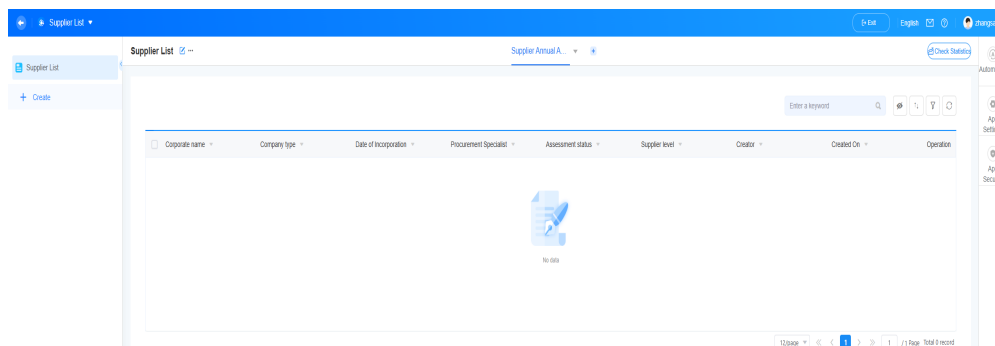 Supplier List
Exit
English
zhangsa
Supplier List
Create
Supplier List
Supplier Annual A...
Check Statistics
Autom
Ap
Setti
Ap
Secu
Enter a keyword
Corporate name
Company type
Date of Incorporation
Procurement Specialist
Assessment status
Supplier level
Creator
Created On
Operation
No data
12/page
1
1 / 1 Page Total 0 record